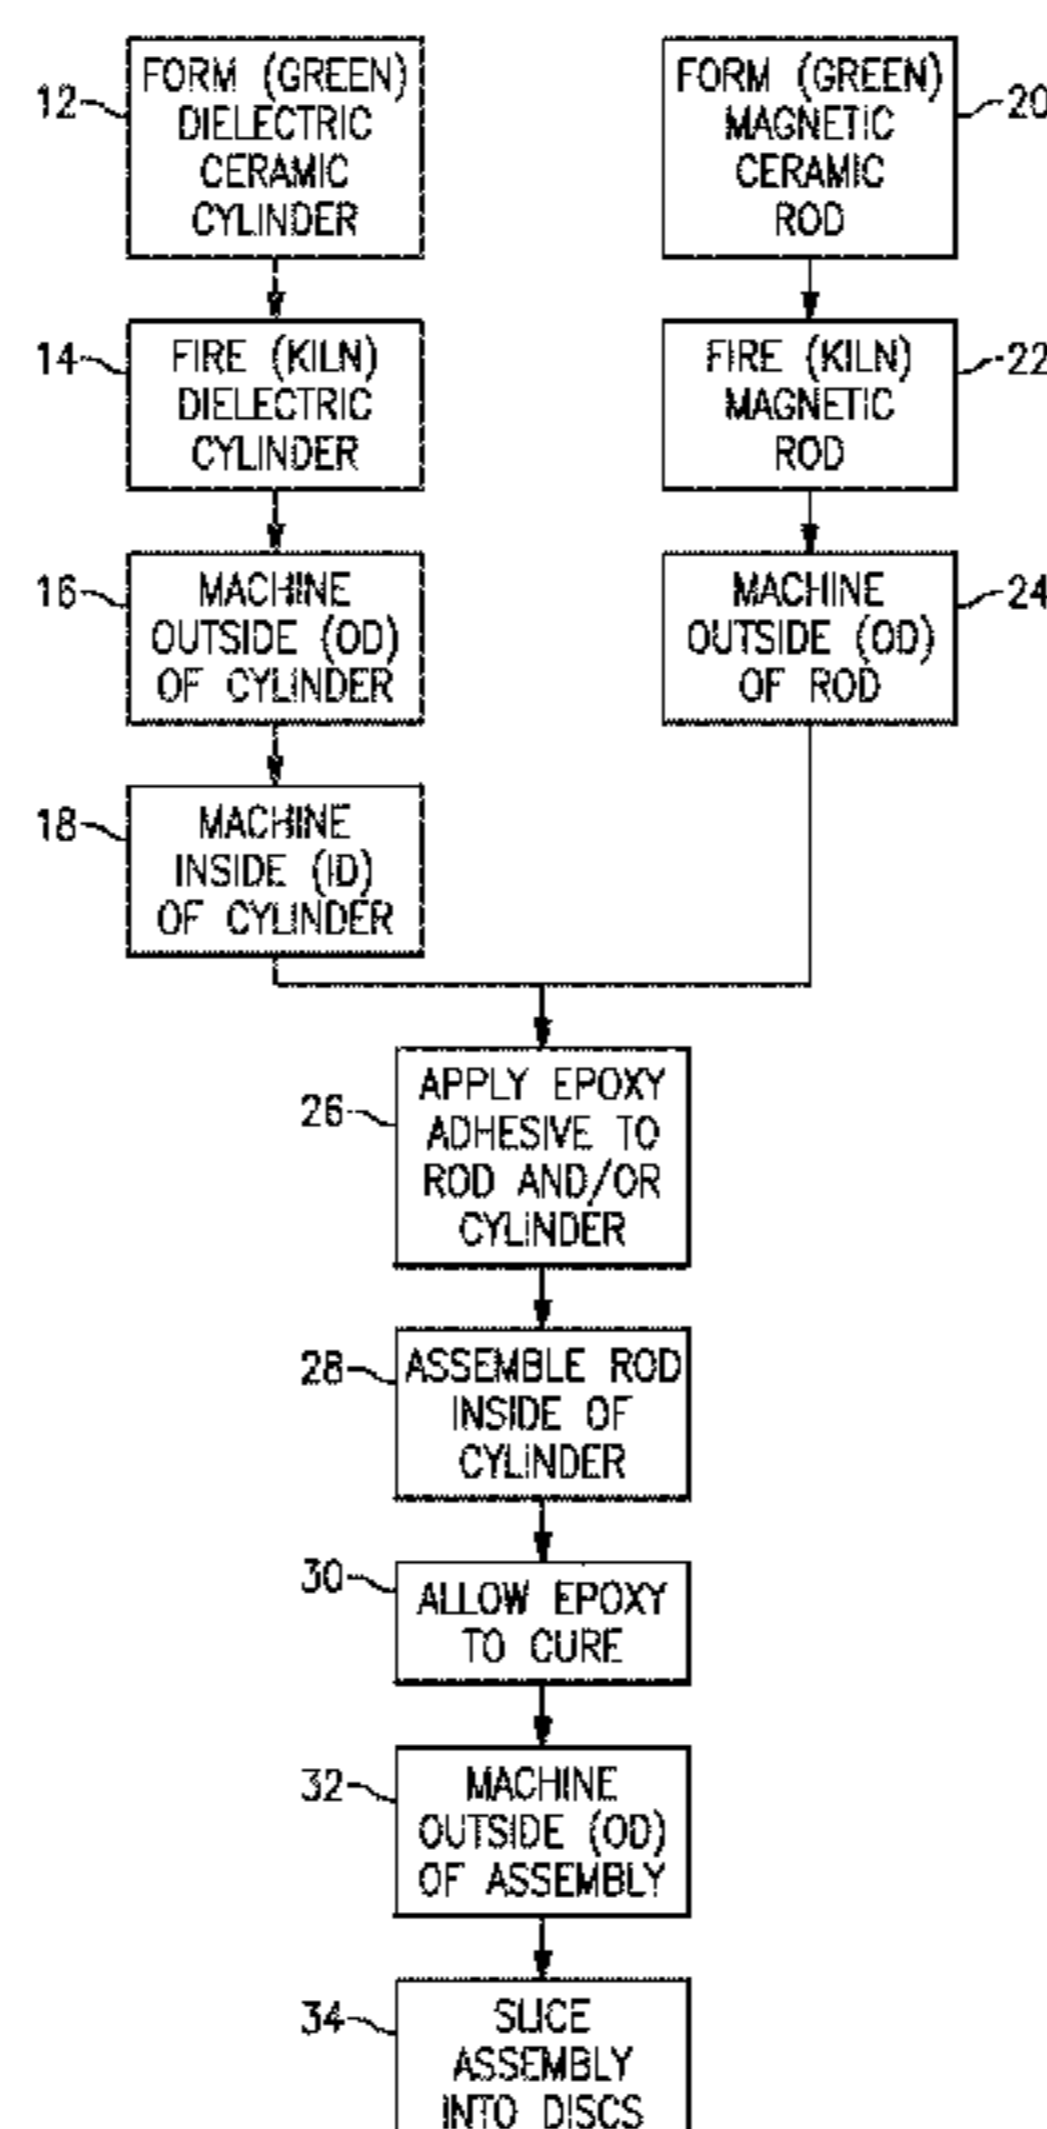 12
FORM (GREEN)
DIELECTRIC
CERAMIC
CYLINDER
14
FIRE (KILN)
DIELECTRIC
CYLINDER
16
MACHINE
OUTSIDE (OD)
OF CYLINDER
18
MACHINE
INSIDE (ID)
OF CYLINDER
20
FORM (GREEN)
MAGNETIC
CERAMIC
ROD
22
FIRE (KILN)
MAGNETIC
ROD
24
MACHINE
OUTSIDE (OD)
OF ROD
26
APPLY EPOXY
ADHESIVE TO
ROD AND/OR
CYLINDER
28
ASSEMBLE ROD
INSIDE OF
CYLINDER
30
ALLOW EPOXY
TO CURE
32
MACHINE
OUTSIDE (OD)
OF ASSEMBLY
34
SLICE
ASSEMBLY
INTO DISCS